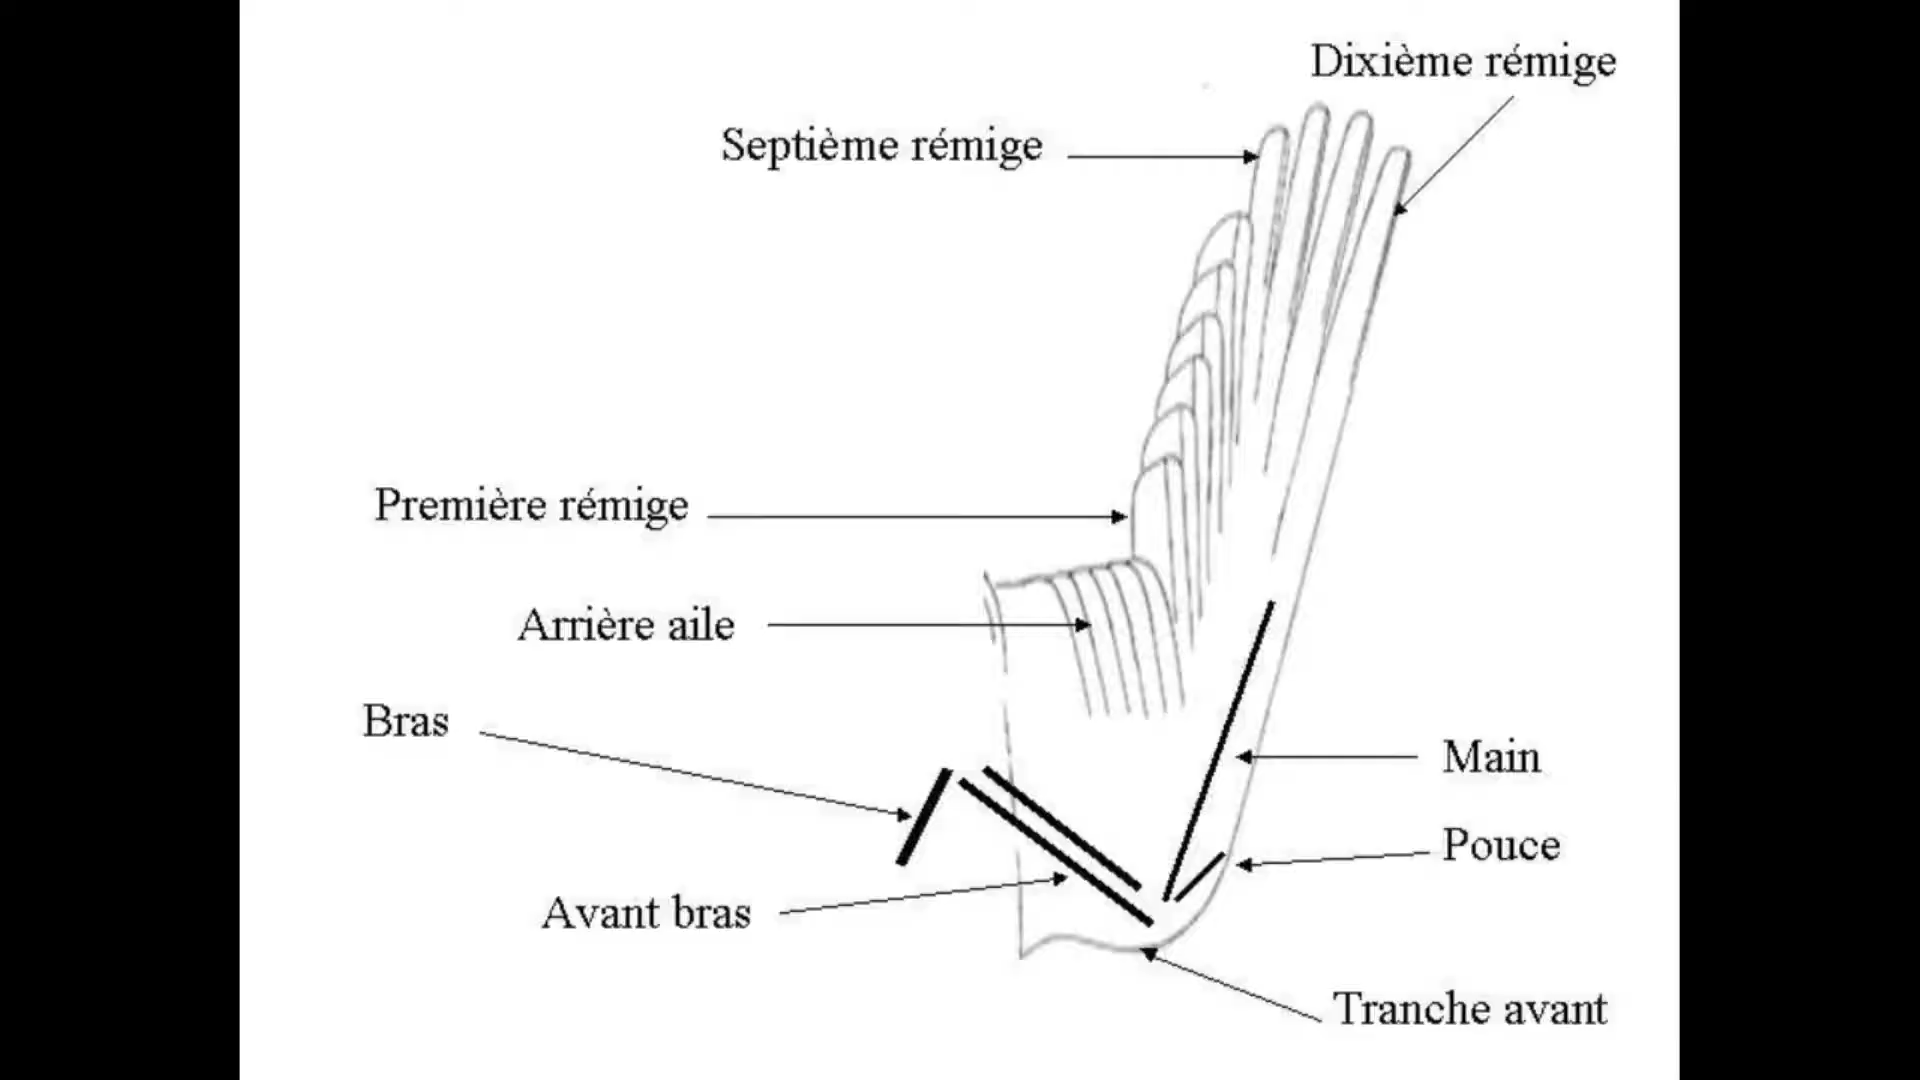 Dixième rémige
Septième rémige
Première rémige
Arrière aile
Bras
Main
Pouce
Avant bras
Tranche avant